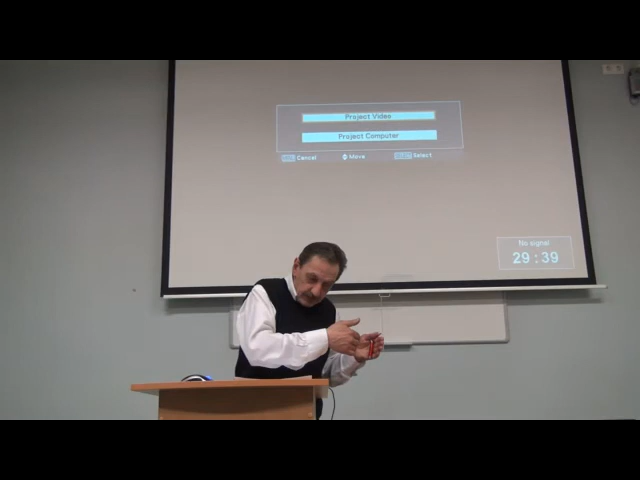 Project Video
Project Computer
Cancel Move Select
No signal
29:39